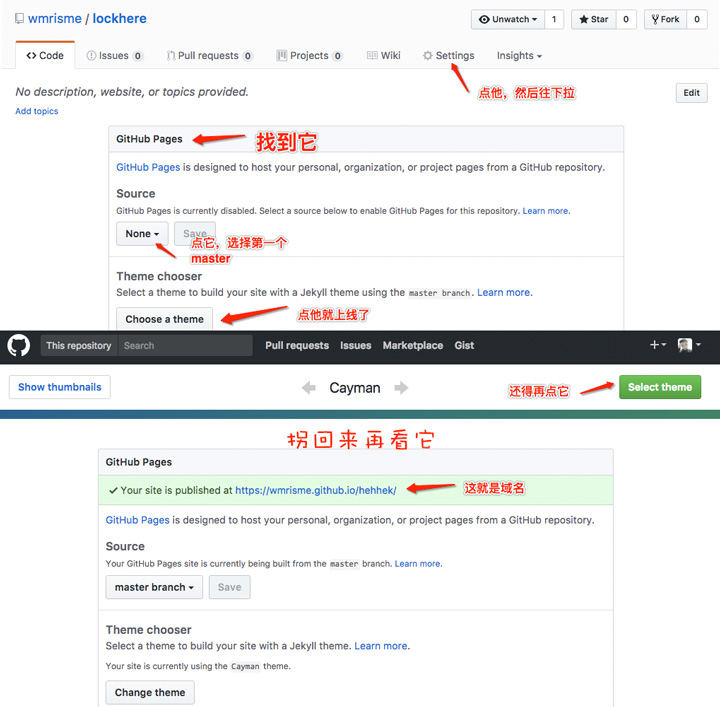 wmrisme / lockhere
Unwatch 1 Star 0 Fork 0
Code Issues 0 Pull requests 0 Projects 0 Wiki Settings Insights
点他，然后往下拉
No description, website, or topics provided.
Edit
Add topics
GitHub Pages
找到它
GitHub Pages is designed to host your personal, organization, or project pages from a GitHub repository.
Source
GitHub Pages is currently disabled. Select a source below to enable GitHub Pages for this repository. Learn more.
None Save
点它，选择第一个
master
Theme chooser
Select a theme to build your site with a Jekyll theme using the master branch. Learn more.
Choose a theme
点他就上线了
This repository Search Pull requests Issues Marketplace Gist
Show thumbnails
Cayman
还得再点它
Select theme
拐回来再看它
GitHub Pages
Your site is published at https://wmrisme.github.io/hehhek/
这就是域名
GitHub Pages is designed to host your personal, organization, or project pages from a GitHub repository.
Source
Your GitHub Pages site is currently being built from the master branch. Learn more.
master branch Save
Theme chooser
Select a theme to build your site with a Jekyll theme. Learn more.
Your site is currently using the Cayman theme.
Change theme